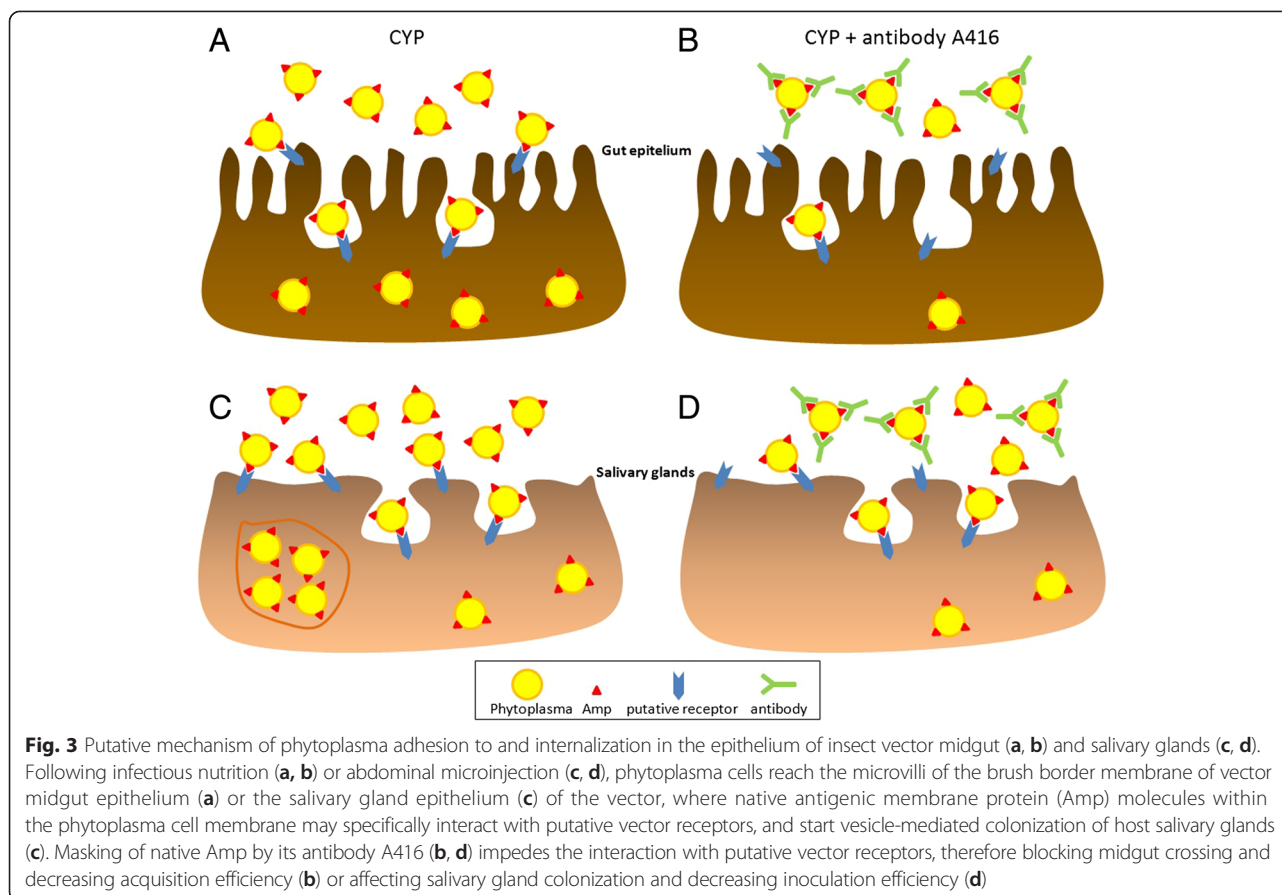 A
CYP
B
CYP + antibody A416
Gut epitelium
C
D
Salivary glands
Phytoplasma
Amp
putative receptor
antibody
Fig. 3 Putative mechanism of phytoplasma adhesion to and internalization in the epithelium of insect vector midgut (a, b) and salivary glands (c, d).
Following infectious nutrition (a, b) or abdominal microinjection (c, d), phytoplasma cells reach the microvilli of the brush border membrane of vector
midgut epithelium (a) or the salivary gland epithelium (c) of the vector, where native antigenic membrane protein (Amp) molecules within
the phytoplasma cell membrane may specifically interact with putative vector receptors, and start vesicle-mediated colonization of host salivary glands
(c). Masking of native Amp by its antibody A416 (b, d) impedes the interaction with putative vector receptors, therefore blocking midgut crossing and
decreasing acquisition efficiency (b) or affecting salivary gland colonization and decreasing inoculation efficiency (d)